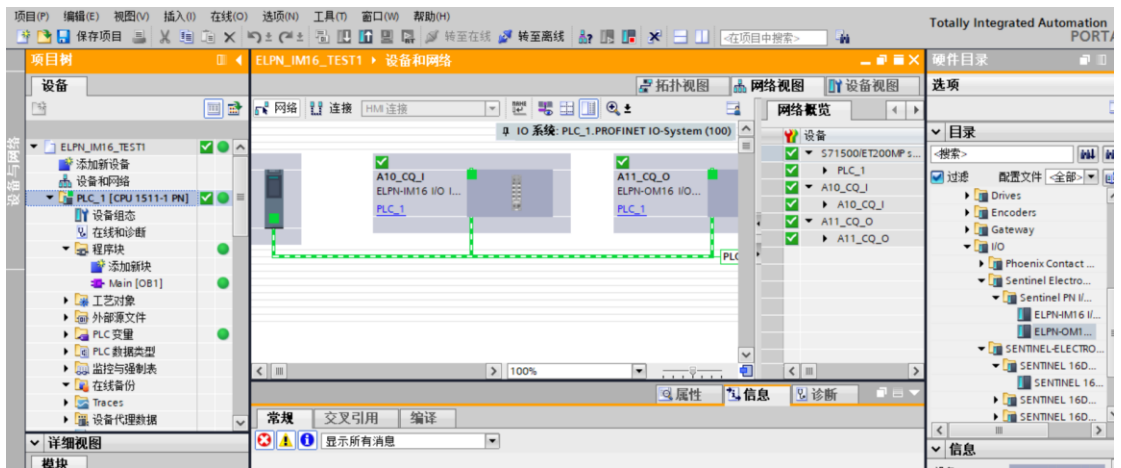 项目(P) 编辑(E) 视图(V) 插入(I) 在线(O) 选项(N) 工具(T) 窗口(W) 帮助(H)
Totally Integrated Automation
保存项目 转至在线 转至离线 <在项目中搜索>
项目树
ELPN_IM16_TEST1 ▸ 设备和网络
硬件目录
设备
拓扑视图 网络视图 设备视图
选项
网络 连接 HMI 连接
网络概览
IO 系统: PLC_1.PROFINET IO-System (100)
设备与网络
ELPN_IM16_TEST1
添加新设备
设备和网络
PLC_1 [CPU 1511-1 PN]
设备组态
在线和诊断
程序块
添加新块
Main [OB1]
工艺对象
外部源文件
PLC 变量
PLC 数据类型
监控与强制表
在线备份
Traces
设备代理数据
详细视图
模块
A10_CQ_I
ELPN-IM16 I/O I...
PLC_1
A11_CQ_O
ELPN-OM16 I/O...
PLC_1
100%
设备
S71500/ET200MP s...
PLC_1
A10_CQ_I
A10_CQ_I
A11_CQ_O
A11_CQ_O
属性 信息 诊断
常规 交叉引用 编译
显示所有消息
目录
<搜索>
过滤 配置文件 <全部>
Drives
Encoders
Gateway
I/O
Phoenix Contact ...
Sentinel Electro...
Sentinel PN I/...
ELPN-IM16 I/...
ELPN-OM1...
SENTINEL-ELECTRO...
SENTINEL 16D...
SENTINEL 16...
SENTINEL 16D...
SENTINEL 16D...
信息